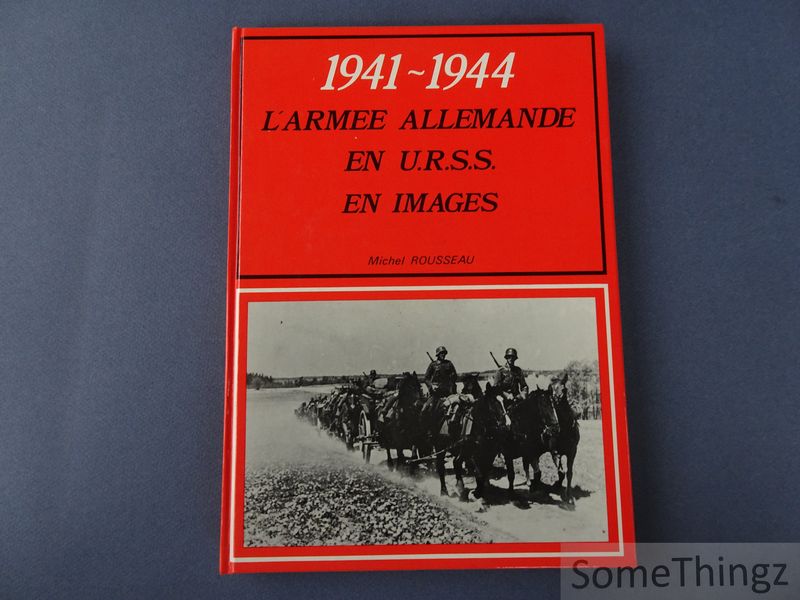 1941~1944
L'ARMEE ALLEMANDE
EN U.R.S.S.
EN IMAGES
Michel ROUSSEAU
SomeThingz